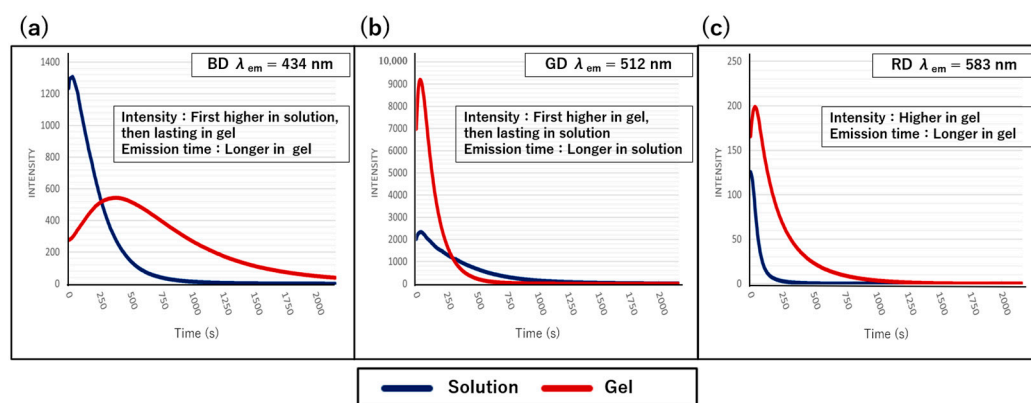 (a)
BD λem = 434 nm
Intensity : First higher in solution,
then lasting in gel
Emission time : Longer in gel
INTENSITY
1400
1200
1000
800
600
400
200
0
0
250
500
750
1000
1250
1500
1750
2000
Time (s)
(b)
GD λem = 512 nm
Intensity : First higher in gel,
then lasting in solution
Emission time : Longer in solution
INTENSITY
10,000
9000
8000
7000
6000
5000
4000
3000
2000
1000
0
0
250
500
750
1000
1250
1500
1750
2000
Time (s)
(c)
RD λem = 583 nm
Intensity : Higher in gel
Emission time : Longer in gel
INTENSITY
250
200
150
100
50
0
0
250
500
750
1000
1250
1500
1750
2000
Time (s)
Solution
Gel